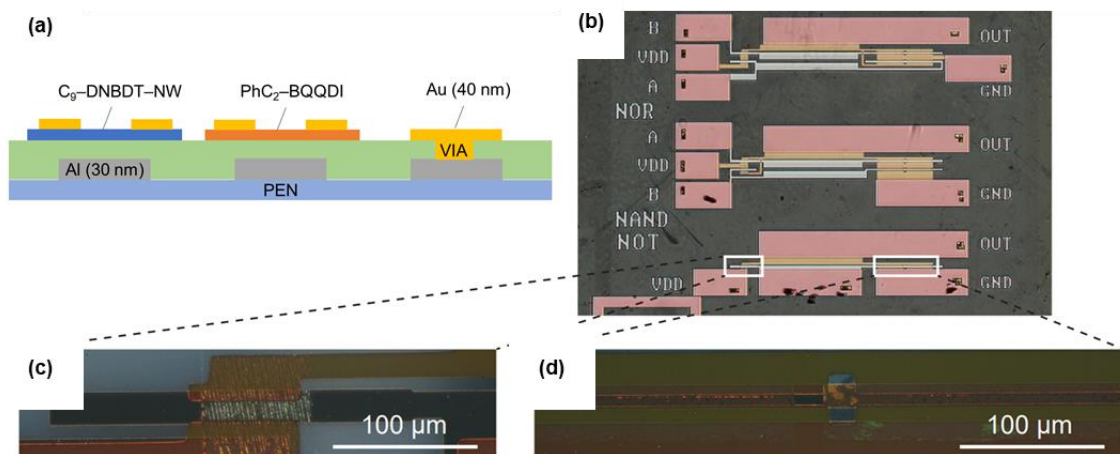 (a)
C₉–DNBDT–NW
PhC₂–BQQDI
Au (40 nm)
Al (30 nm)
VIA
PEN
(b)
B
OUT
VDD
A
GND
NOR
A
OUT
VDD
B
GND
NAND
NOT
OUT
VDD
GND
(c)
100 µm
(d)
100 µm